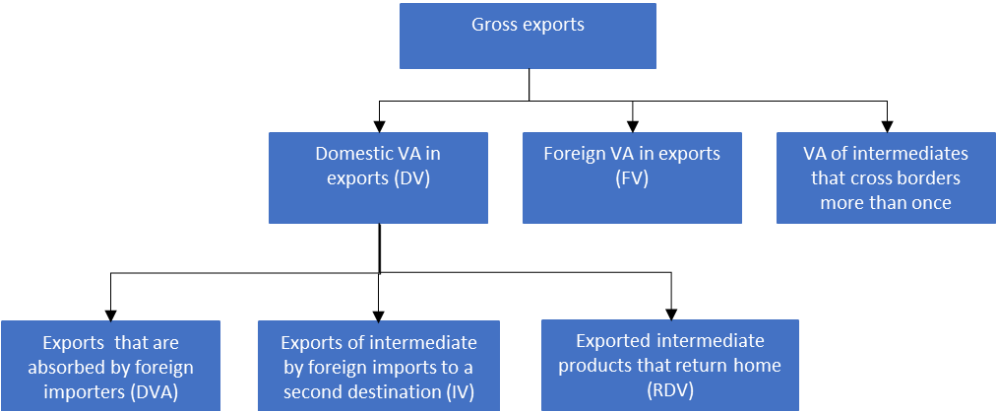 Gross exports
Domestic VA in
exports (DV)
Foreign VA in exports
(FV)
VA of intermediates
that cross borders
more than once
Exports that are
absorbed by foreign
importers (DVA)
Exports of intermediate
by foreign imports to a
second destination (IV)
Exported intermediate
products that return home
(RDV)